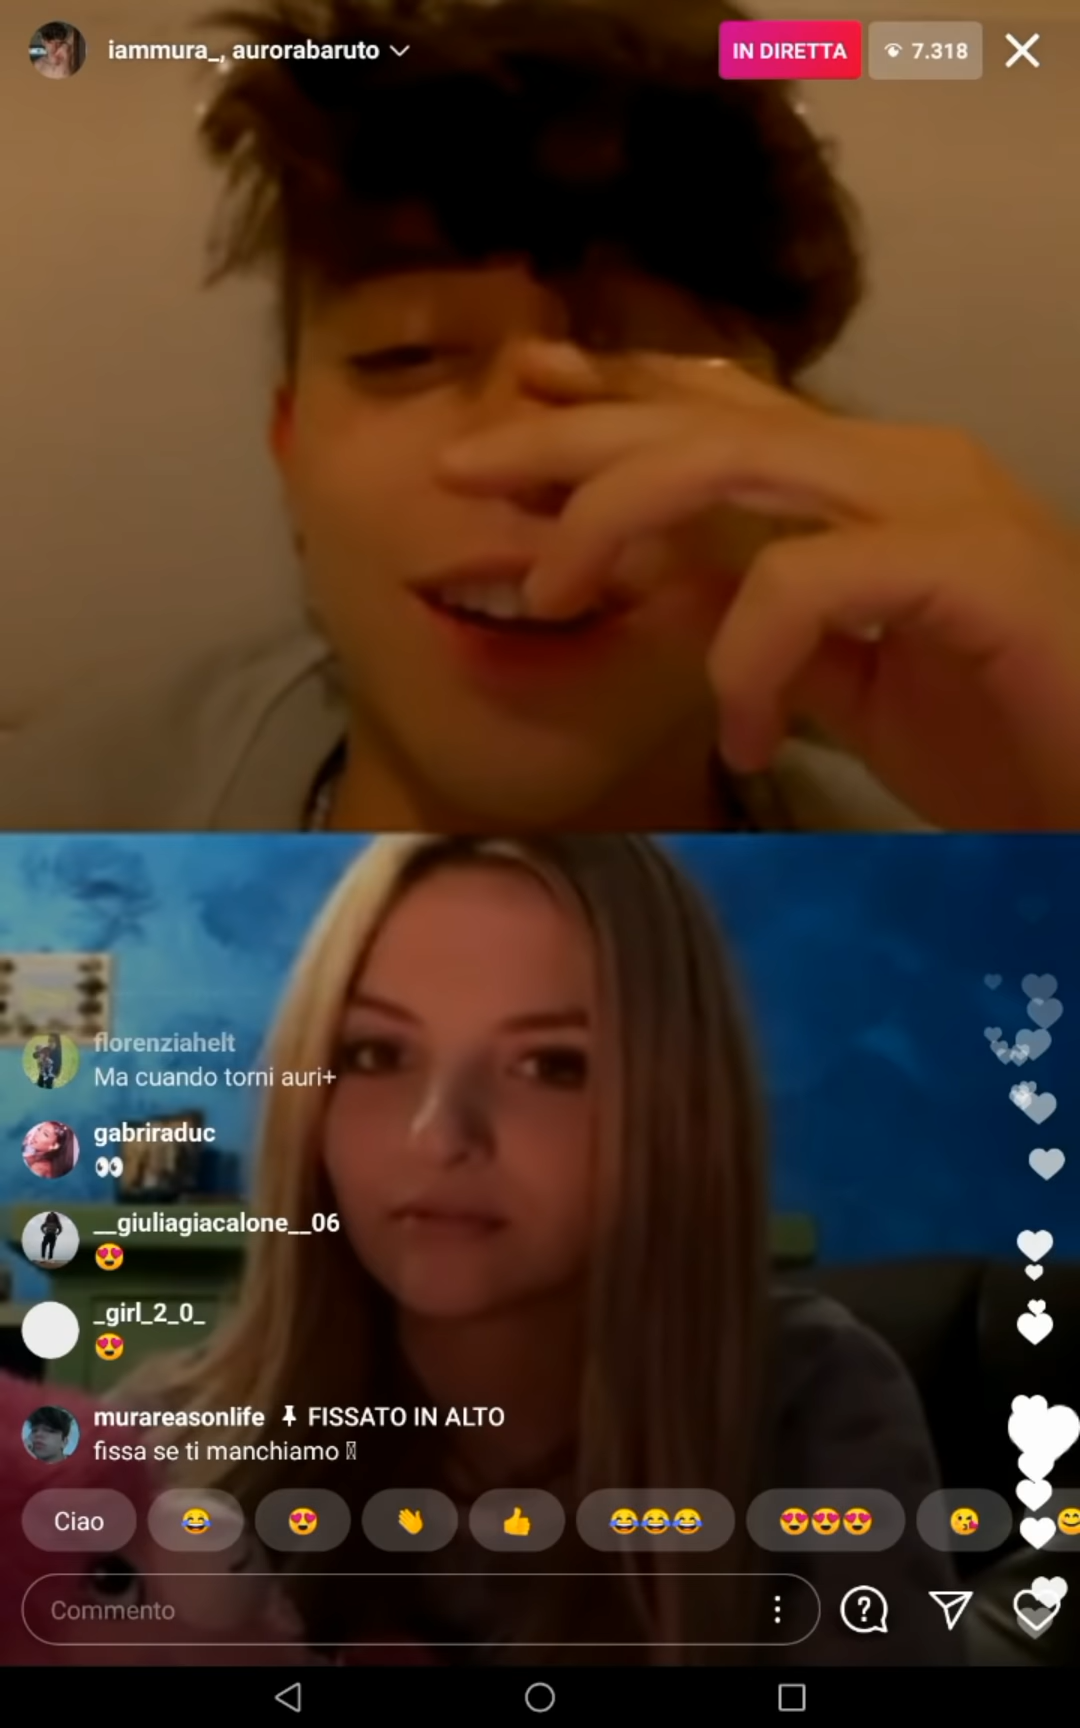 iammura_, aurorabaruto
IN DIRETTA
7.318
florenziahelt
Ma cuando torni auri+
gabriraduc
👀
__giuliagiacalone__06
😍
_girl_2_0_
😍
murareasonlife 📌 FISSATO IN ALTO
fissa se ti manchiamo
Ciao 😂 😍 👋 👍 😂😂😂 😍😍😍 😘 😊
Commento